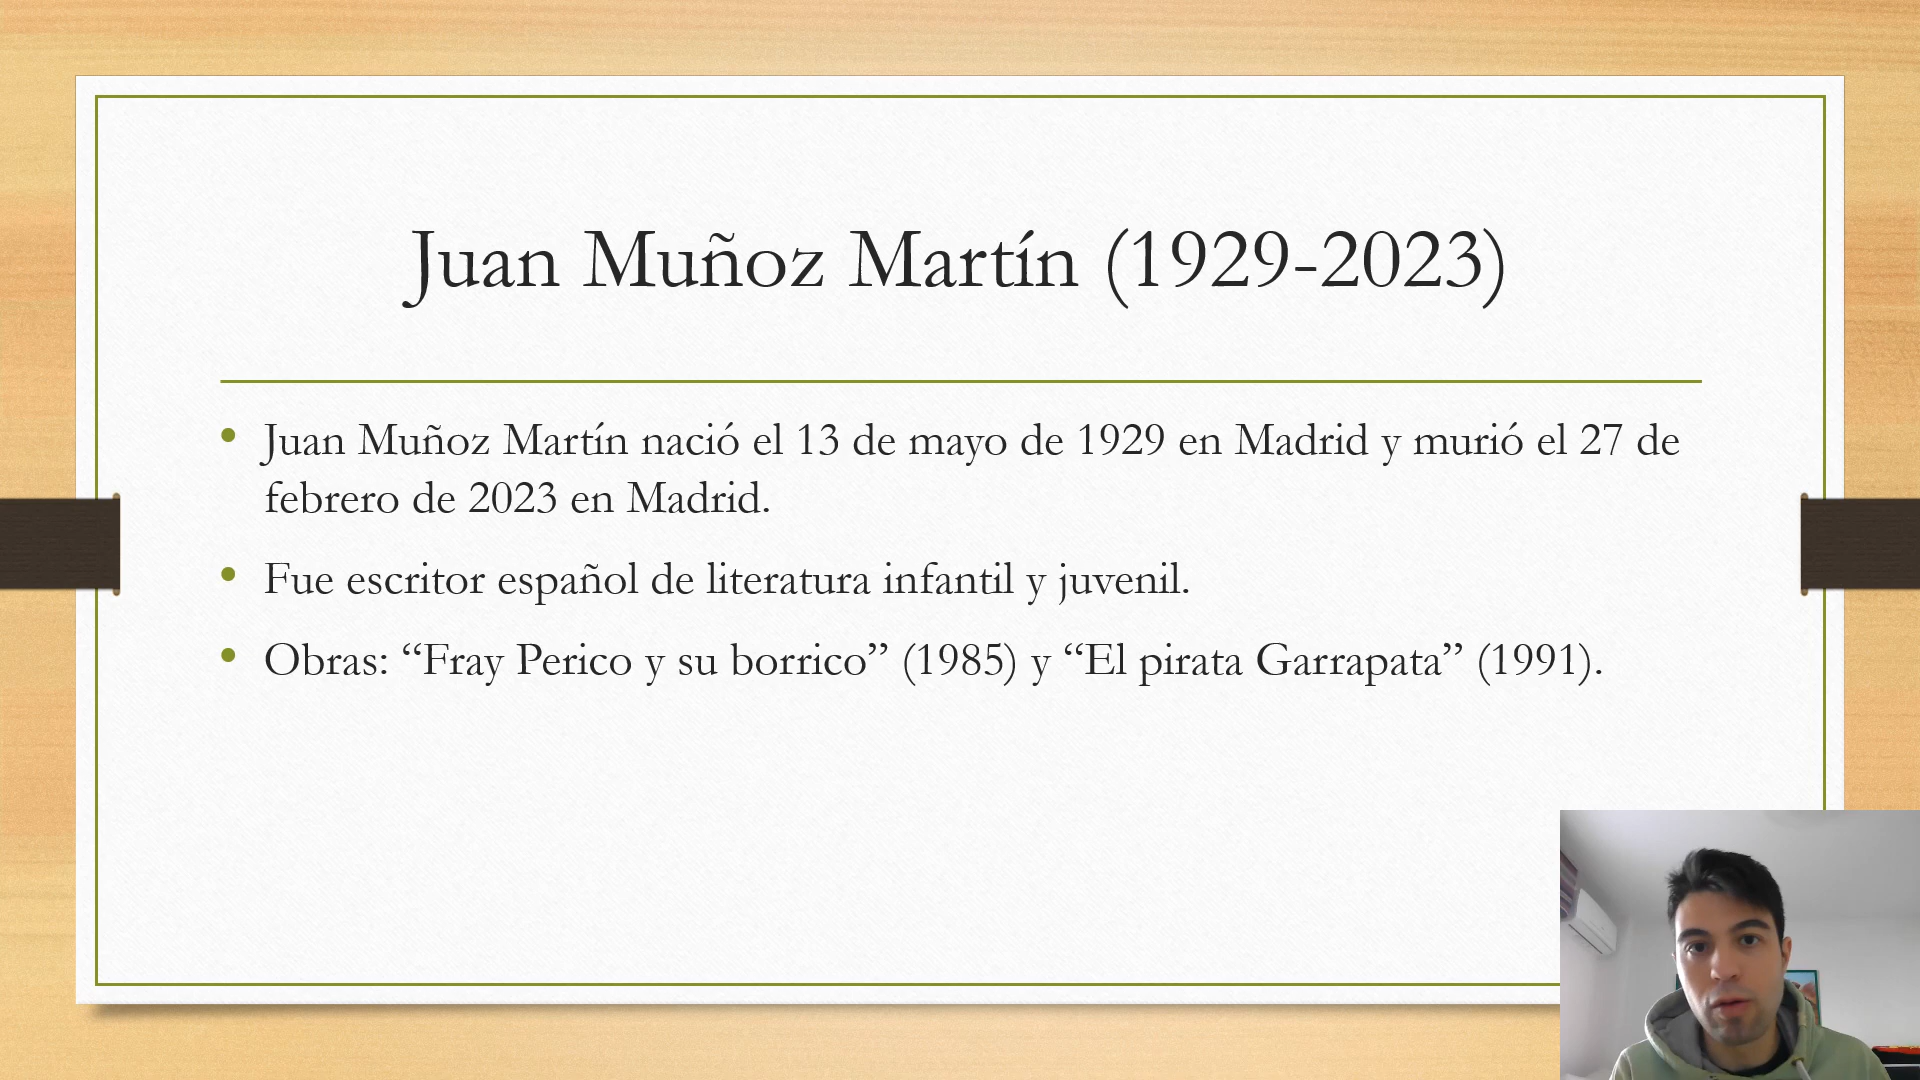 Juan Muñoz Martín (1929-2023)
• Juan Muñoz Martín nació el 13 de mayo de 1929 en Madrid y murió el 27 de
febrero de 2023 en Madrid.
• Fue escritor español de literatura infantil y juvenil.
• Obras: “Fray Perico y su borrico” (1985) y “El pirata Garrapata” (1991).